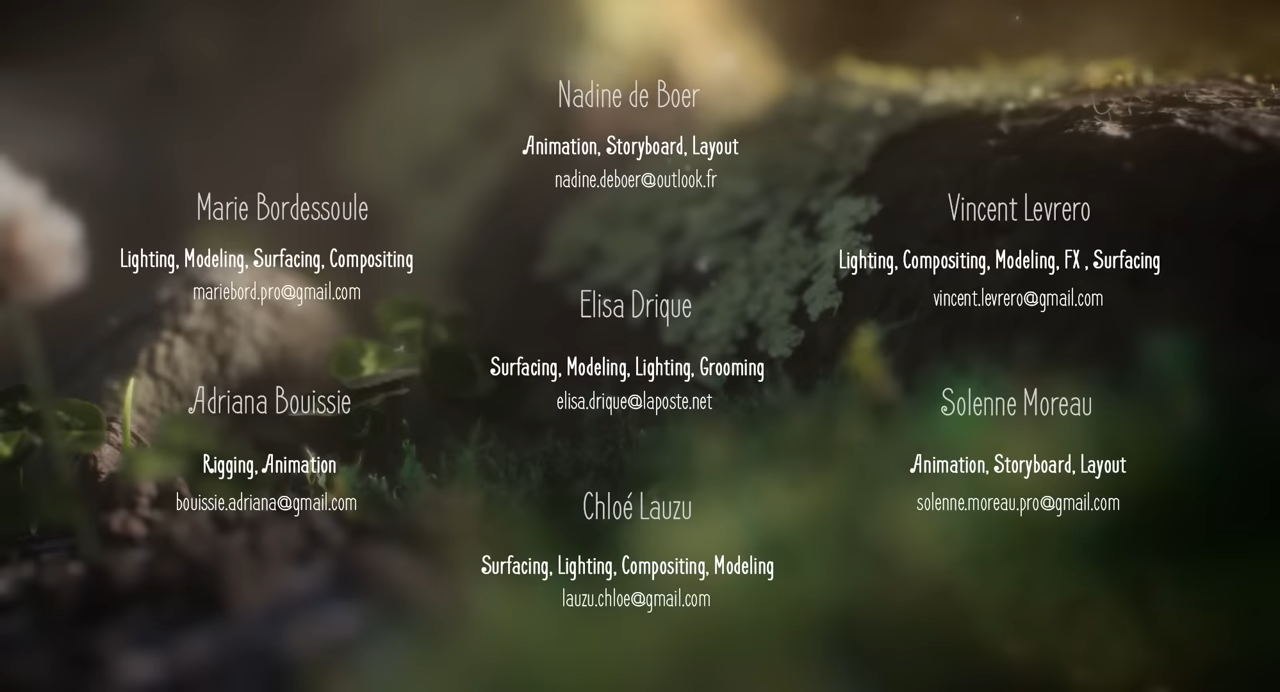 Nadine de Boer
Animation, Storyboard, Layout
nadine.deboer@outlook.fr
Marie Bordessoule
Lighting, Modeling, Surfacing, Compositing
mariebord.pro@gmail.com
Vincent Levrero
Lighting, Compositing, Modeling, FX , Surfacing
vincent.levrero@gmail.com
Elisa Drique
Surfacing, Modeling, Lighting, Grooming
elisa.drique@laposte.net
Adriana Bouissie
Rigging, Animation
bouissie.adriana@gmail.com
Solenne Moreau
Animation, Storyboard, Layout
solenne.moreau.pro@gmail.com
Chloé Lauzu
Surfacing, Lighting, Compositing, Modeling
lauzu.chloe@gmail.com